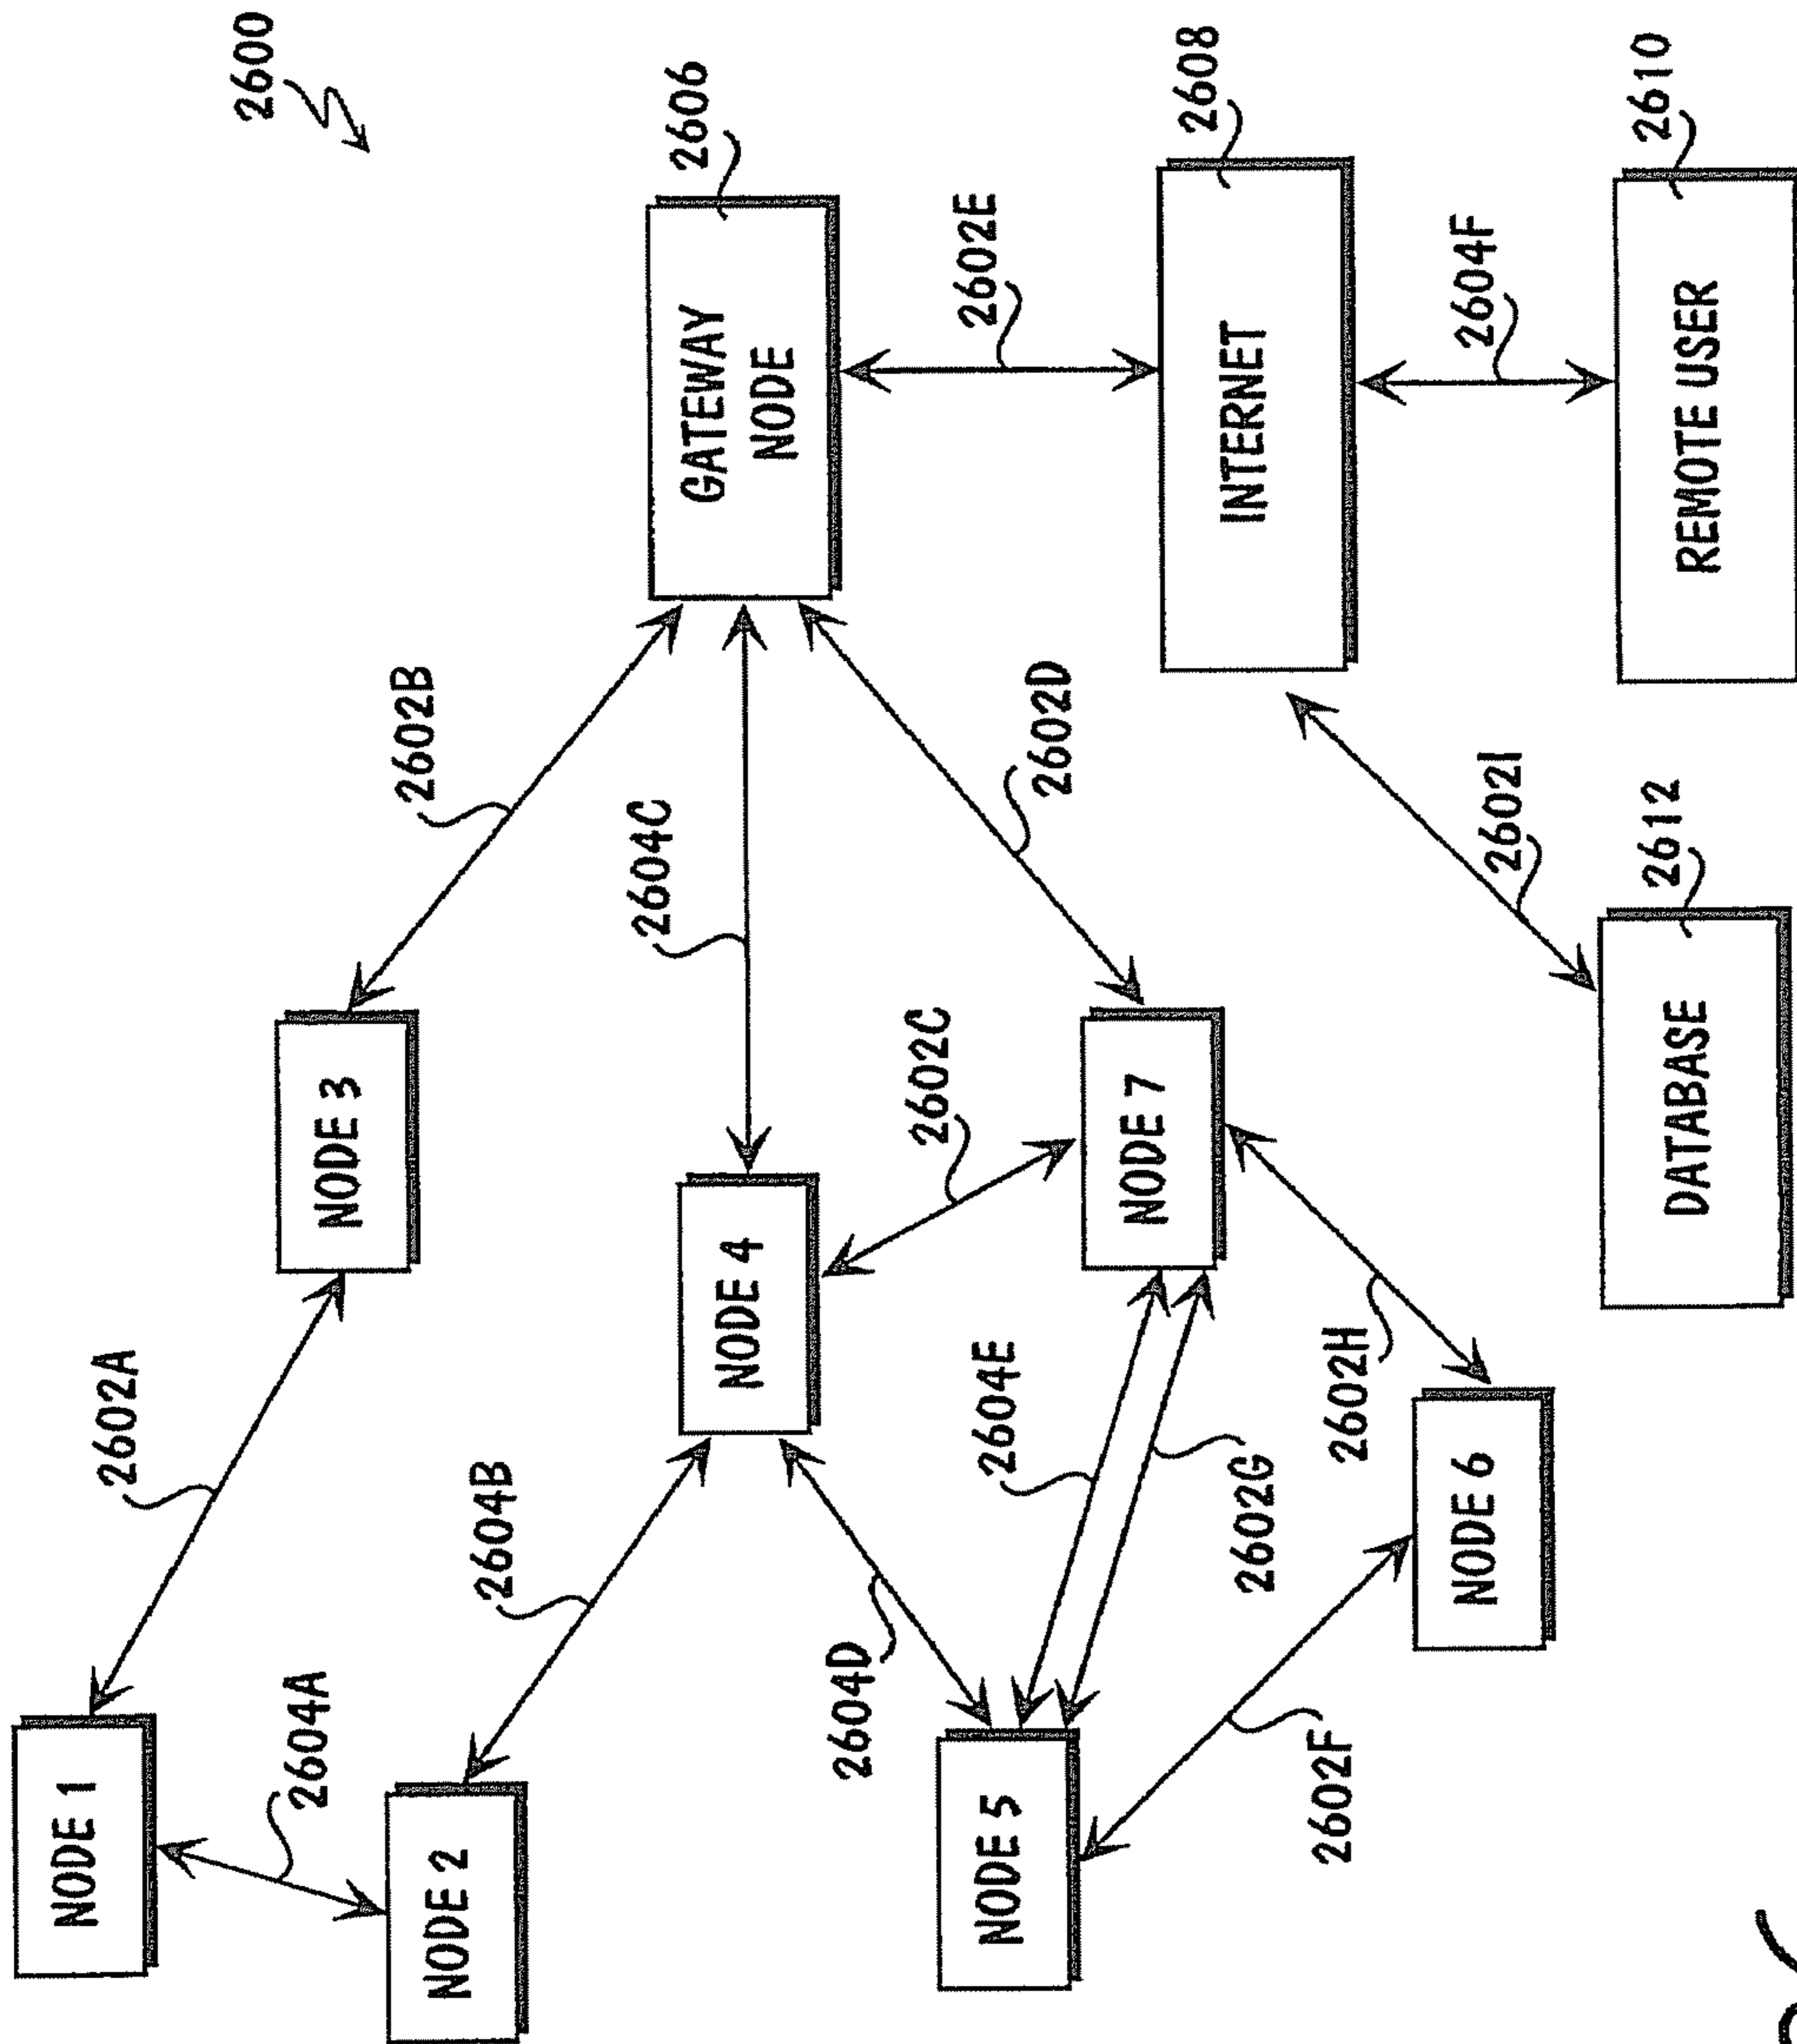 2600
NODE 1
2602A
2604A
NODE 3
2602B
NODE 2
2604B
2604C
2606
GATEWAY
NODE
NODE 4
2604D
2602C
2602E
NODE 5
2604E
2602D
NODE 7
2608
INTERNET
2602G
2602F
2602H
NODE 6
2604F
2602I
2612
2610
DATABASE
REMOTE USER